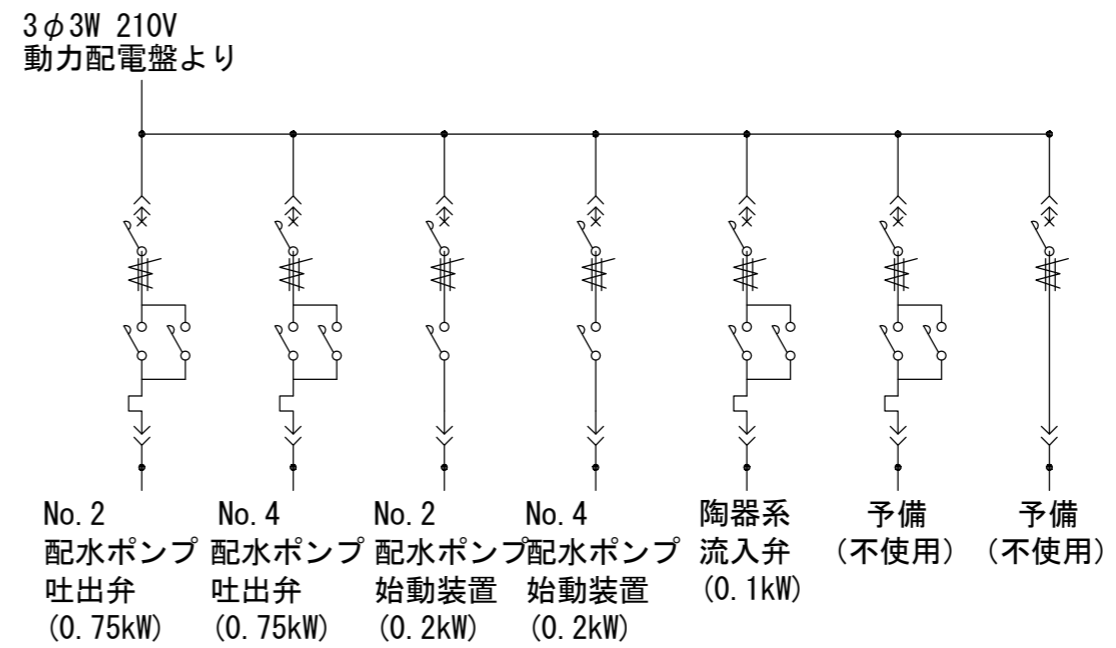 3φ3W 210V
動力配電盤より
No.2
配水ポンプ
吐出弁
(0.75kW)
No.4
配水ポンプ
吐出弁
(0.75kW)
No.2
配水ポンプ
始動装置
(0.2kW)
No.4
配水ポンプ
始動装置
(0.2kW)
陶器系
流入弁
(0.1kW)
予備
(不使用)
予備
(不使用)